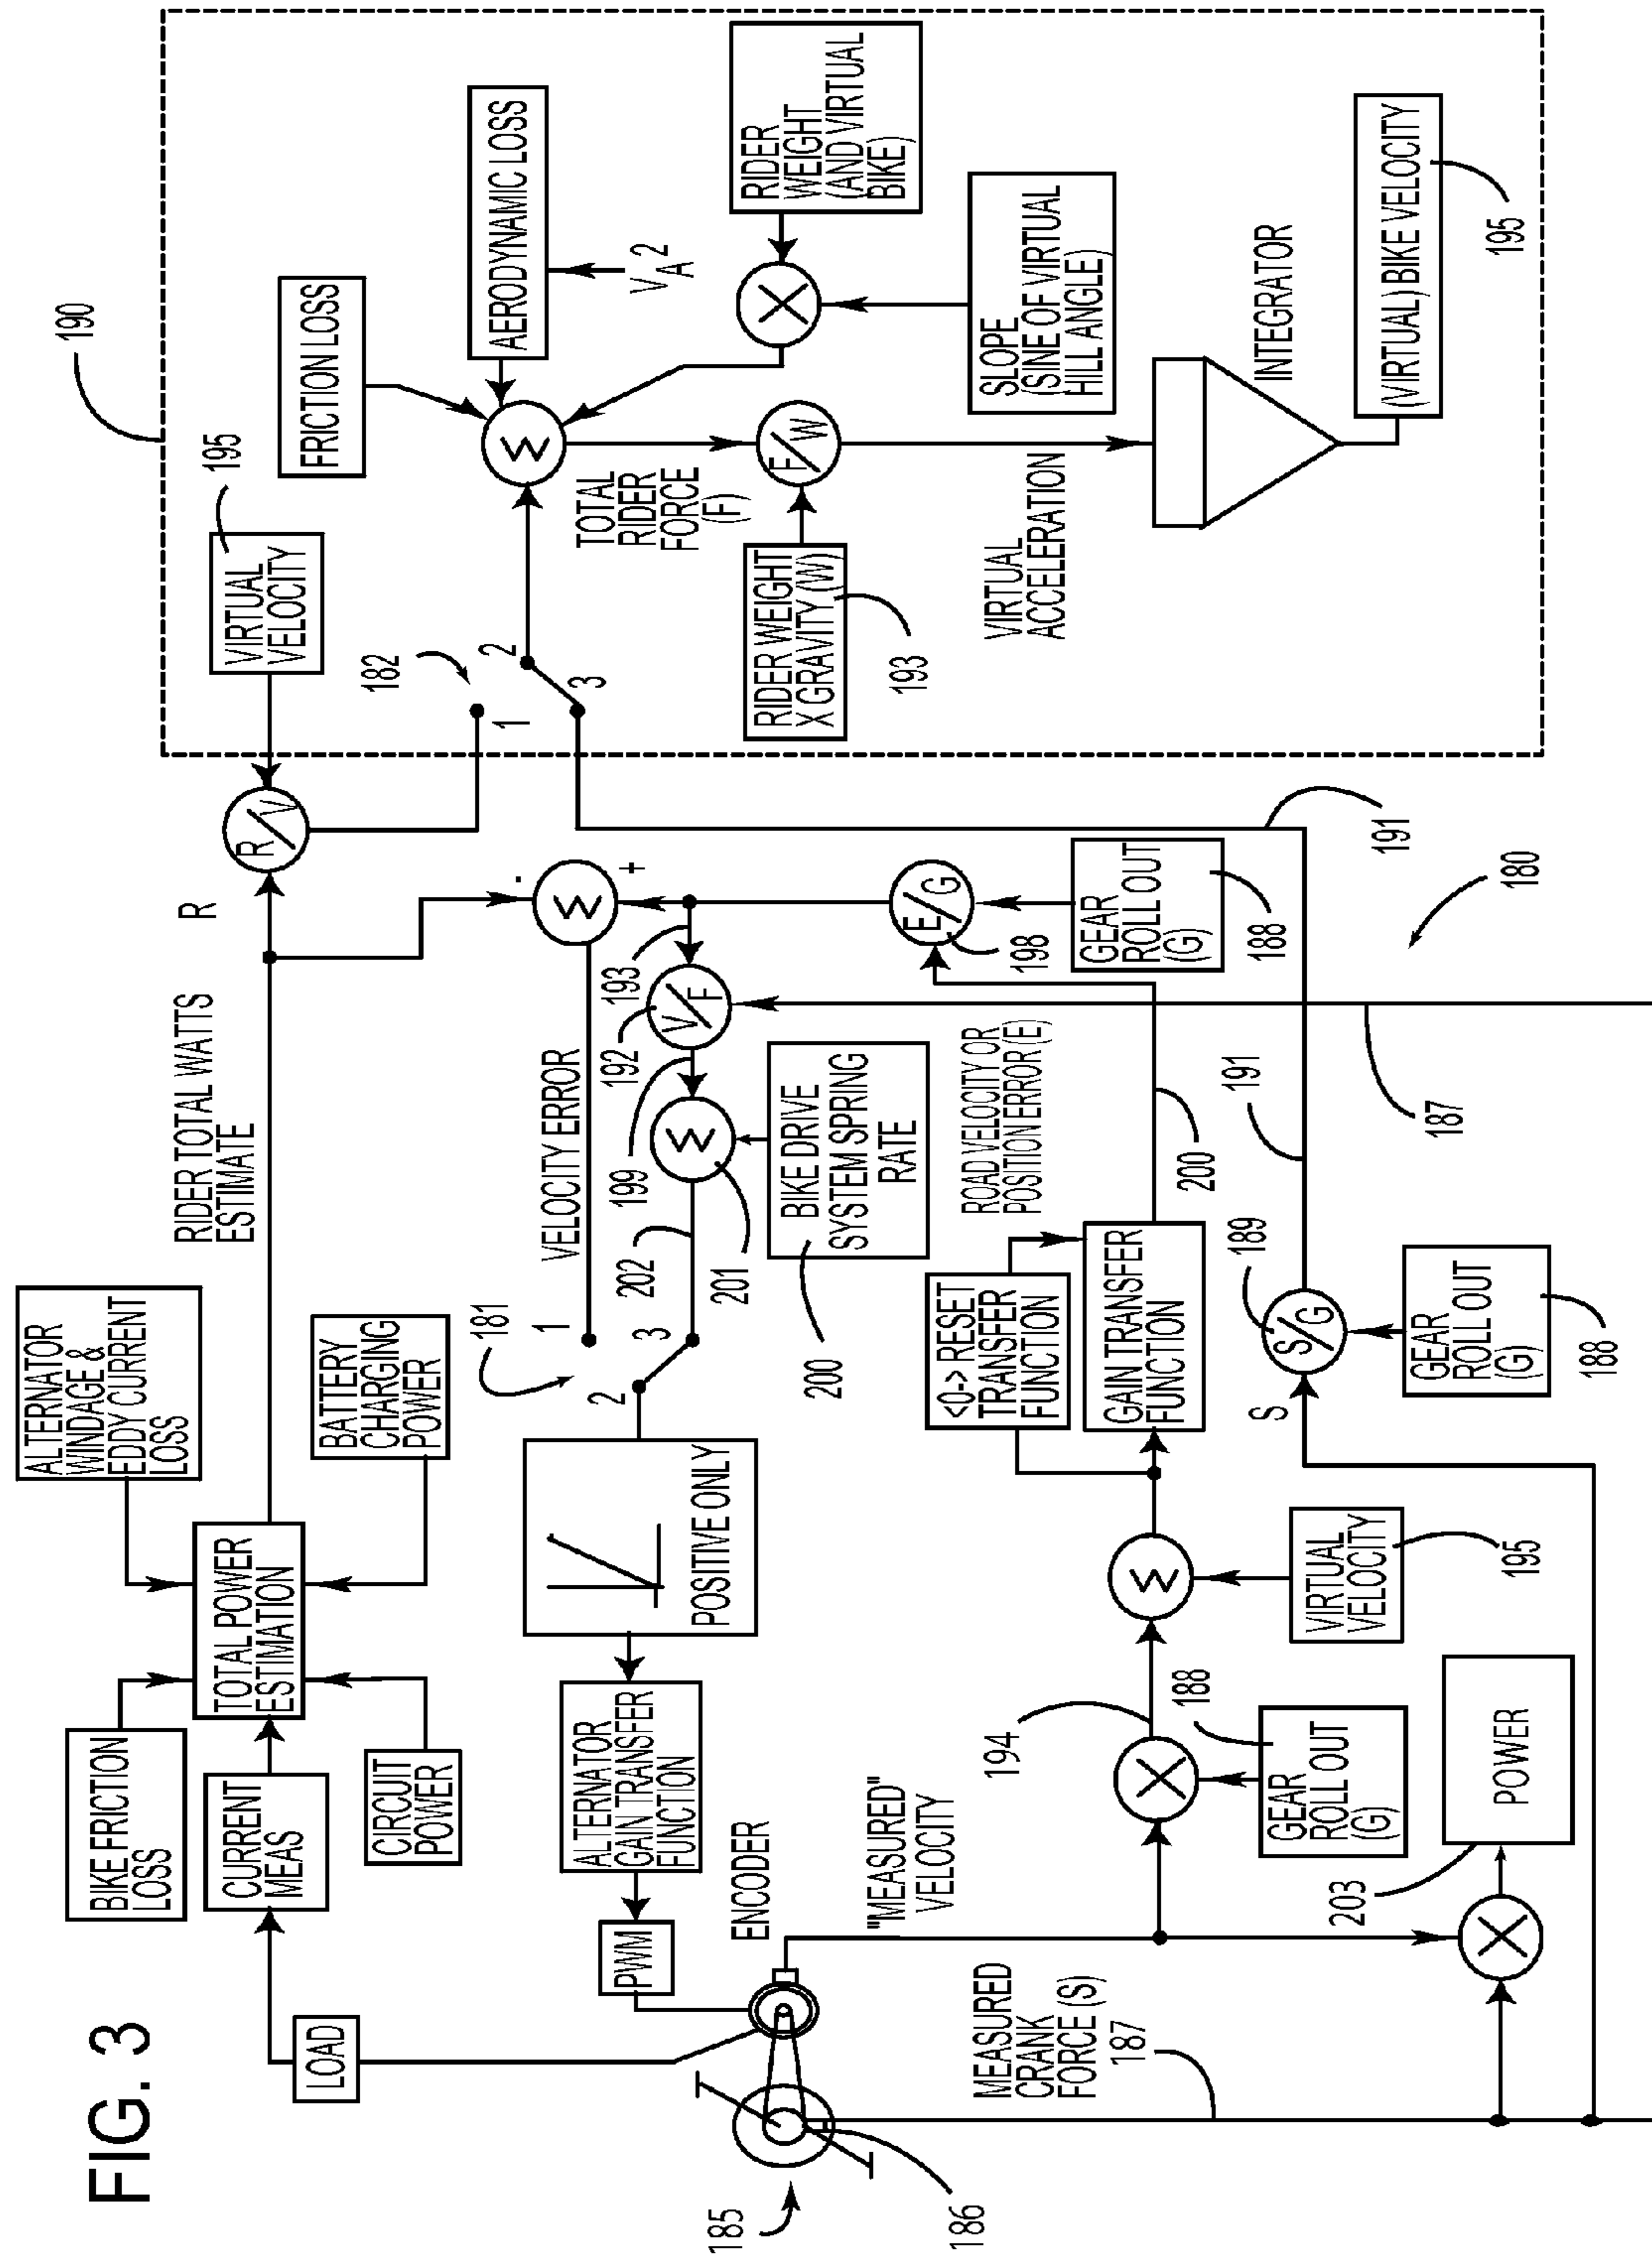 FIG. 3
ALTERNATOR
WINDAGE &
EDDY CURRENT
LOSS
BIKE FRICTION
LOSS
TOTAL POWER
ESTIMATION
BATTERY
CHARGING
POWER
CURRENT
MEAS
CIRCUIT
POWER
LOAD
RIDER TOTAL WATTS
ESTIMATE
R
R/V
VIRTUAL
VELOCITY
195
190
FRICTION LOSS
AERODYNAMIC LOSS
V_A^2
RIDER
WEIGHT
(AND VIRTUAL
BIKE)
X
SLOPE
(SINE OF VIRTUAL
HILL ANGLE)
Σ
182
1
2
3
TOTAL
RIDER
FORCE
(F)
F/W
RIDER WEIGHT
X GRAVITY (W)
193
VIRTUAL
ACCELERATION
INTEGRATOR
(VIRTUAL) BIKE VELOCITY
195
-
+
Σ
VELOCITY ERROR
181
1
2
3
POSITIVE ONLY
ALTERNATOR
GAIN TRANSFER
FUNCTION
PWM
ENCODER
193
192
V/F
199
Σ
201
202
BIKE DRIVE
SYSTEM SPRING
RATE
200
E/G
198
GEAR
ROLL OUT
(G)
188
191
180
ROAD VELOCITY OR
POSITION ERROR (E)
200
191
187
<0-> RESET
TRANSFER
FUNCTION
GAIN TRANSFER
FUNCTION
189
S/G
S
GEAR
ROLL OUT
(G)
188
Σ
VIRTUAL
VELOCITY
195
194
X
188
GEAR
ROLL OUT
(G)
"MEASURED"
VELOCITY
POWER
203
X
MEASURED
CRANK
FORCE (S)
187
185
186